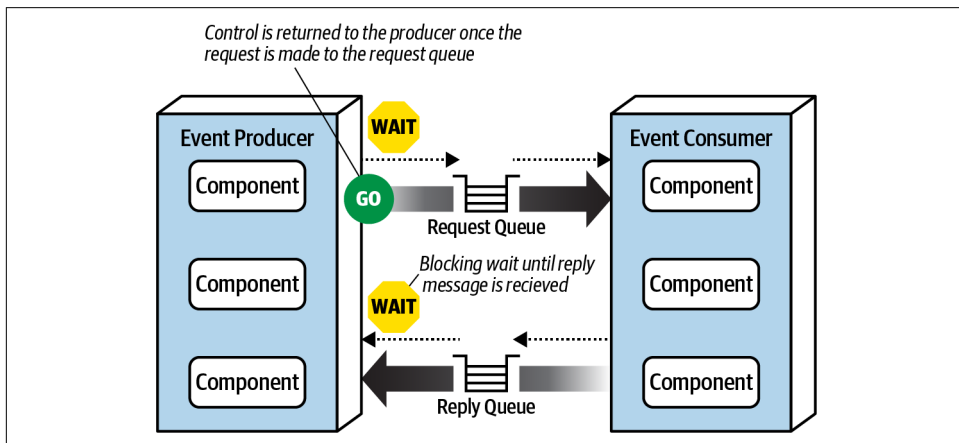 Control is returned to the producer once the
request is made to the request queue
WAIT
Event Producer
Event Consumer
Component
GO
Component
Request Queue
Blocking wait until reply
message is recieved
Component
WAIT
Component
Component
Component
Reply Queue